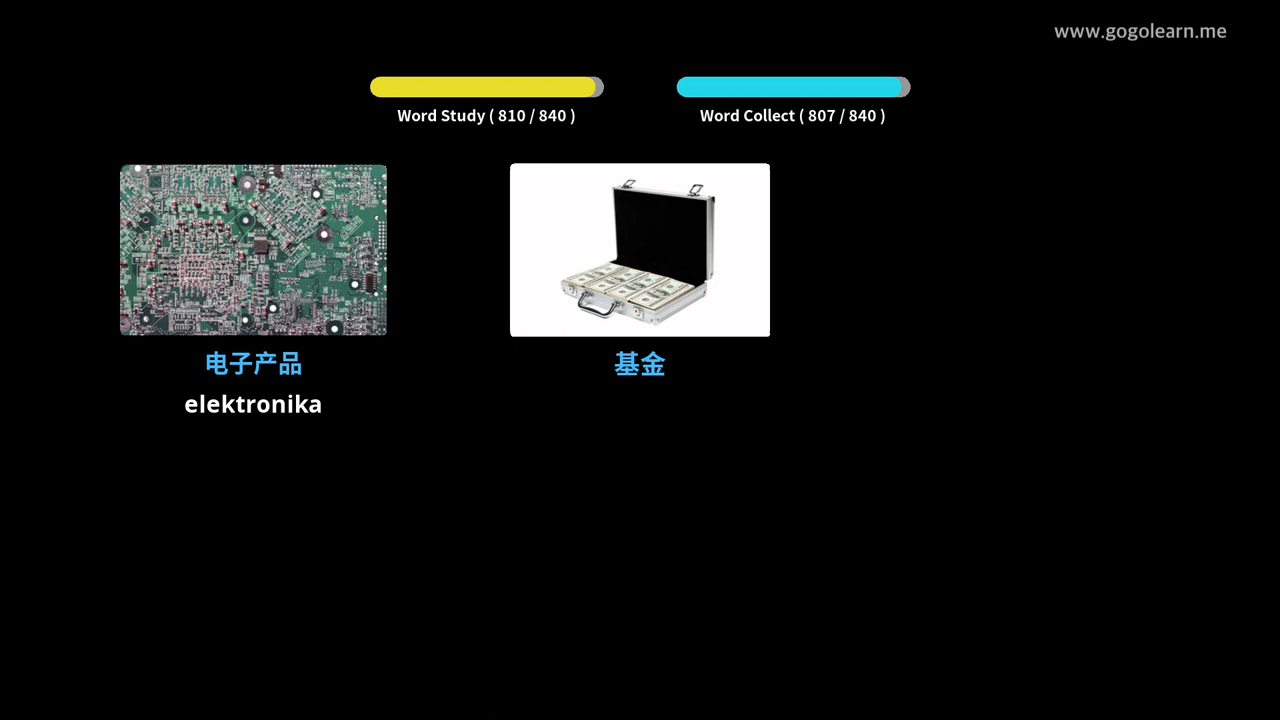 www.gogolearn.me
Word Study ( 810 / 840 )
Word Collect ( 807 / 840 )
电子产品
基金
elektronika